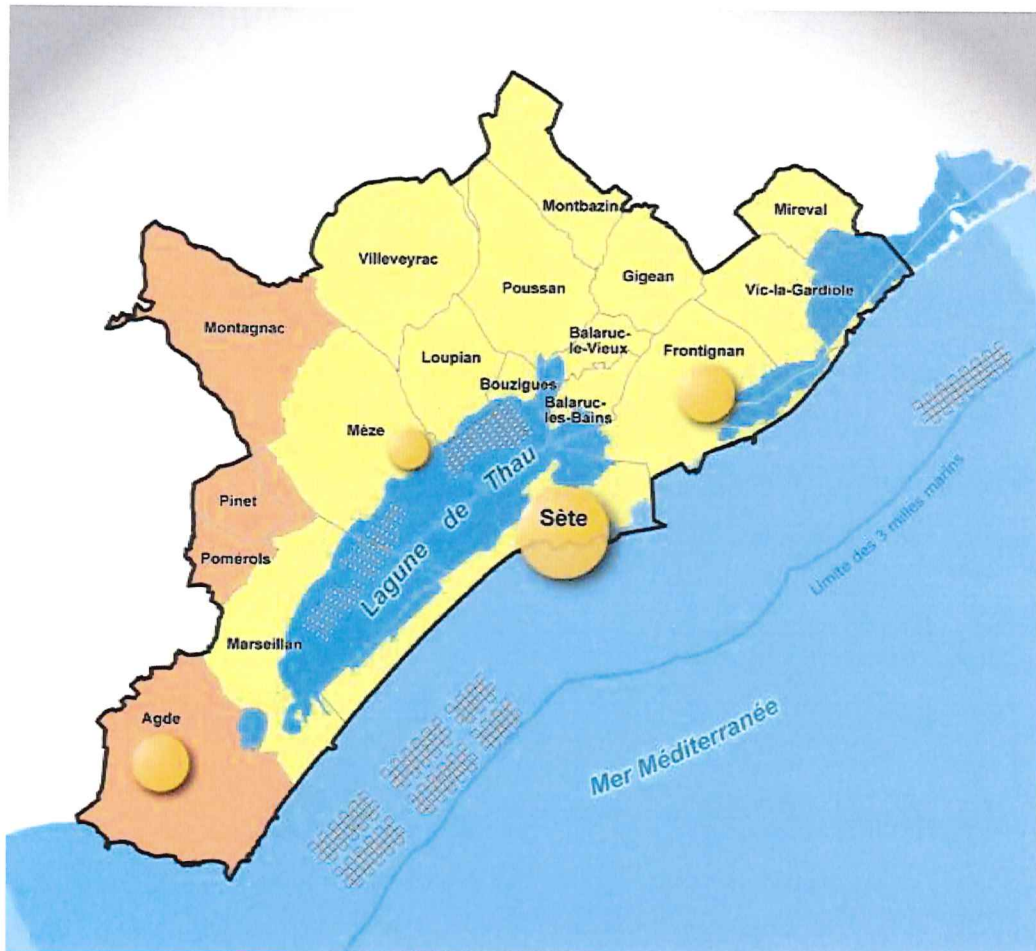 Montbazin
Mireval
Villeveyrac
Gigean
Poussan
Vic-la-Gardiole
Montagnac
Balaruc-
le-Vieux
Frontignan
Loupian
Bouzigues
Balaruc-
les-Bains
Mèze
Lagune de Thau
Pinet
Sète
Pomérols
Limite des 3 milles marins
Marseillan
Agde
Mer Méditerranée